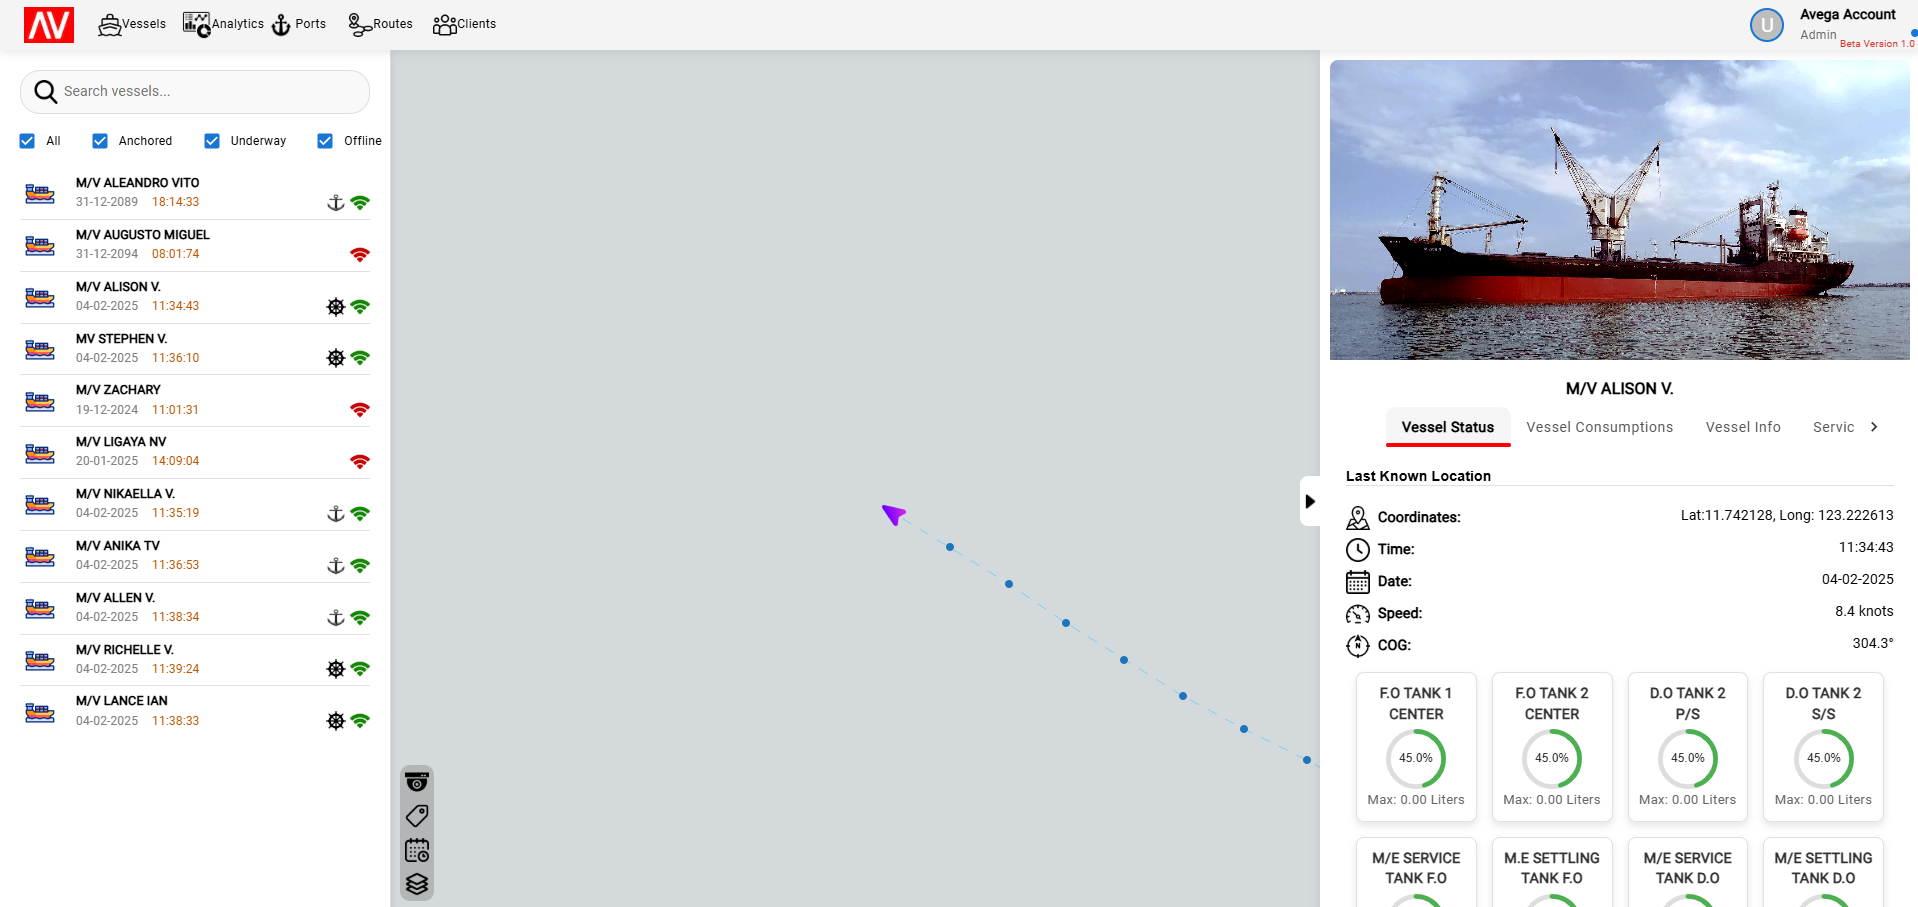 AV
Vessels
Analytics
Ports
Routes
Clients
U
Avega Account
Admin
Beta Version 1.0
Search vessels...
All
Anchored
Underway
Offline
M/V ALEANDRO VITO
31-12-2089 18:14:33
M/V AUGUSTO MIGUEL
31-12-2094 08:01:74
M/V ALISON V.
04-02-2025 11:34:43
MV STEPHEN V.
04-02-2025 11:36:10
M/V ZACHARY
19-12-2024 11:01:31
M/V LIGAYA NV
20-01-2025 14:09:04
M/V NIKAELLA V.
04-02-2025 11:35:19
M/V ANIKA TV
04-02-2025 11:36:53
M/V ALLEN V.
04-02-2025 11:38:34
M/V RICHELLE V.
04-02-2025 11:39:24
M/V LANCE IAN
04-02-2025 11:38:33
M/V ALISON V.
Vessel Status
Vessel Consumptions
Vessel Info
Servic
Last Known Location
Coordinates: Lat:11.742128, Long: 123.222613
Time: 11:34:43
Date: 04-02-2025
Speed: 8.4 knots
N
COG: 304.3°
F.O TANK 1
CENTER
45.0%
Max: 0.00 Liters
F.O TANK 2
CENTER
45.0%
Max: 0.00 Liters
D.O TANK 2
P/S
45.0%
Max: 0.00 Liters
D.O TANK 2
S/S
45.0%
Max: 0.00 Liters
M/E SERVICE
TANK F.O
M.E SETTLING
TANK F.O
M/E SERVICE
TANK D.O
M/E SETTLING
TANK D.O